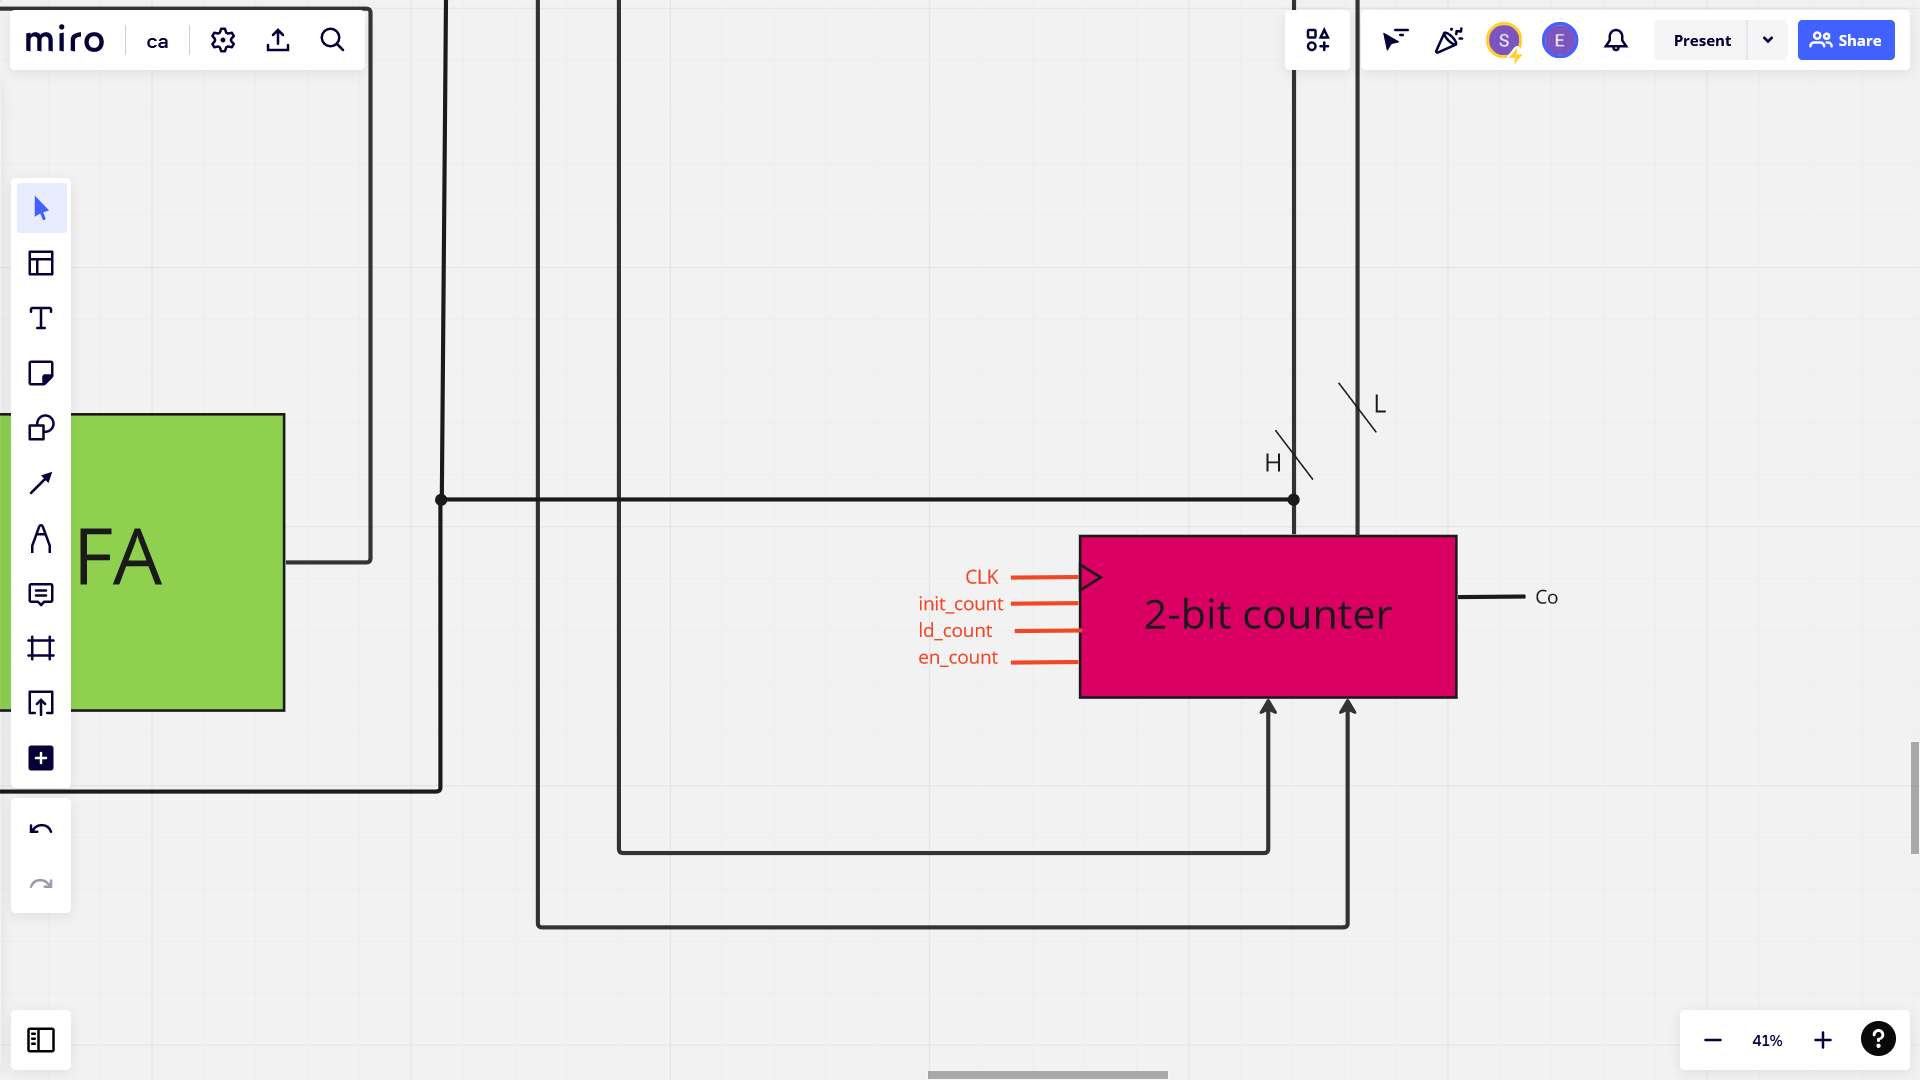 miro ca
S E Present Share
L
H
FA
CLK
init_count
ld_count
en_count
2-bit counter
Co
41%